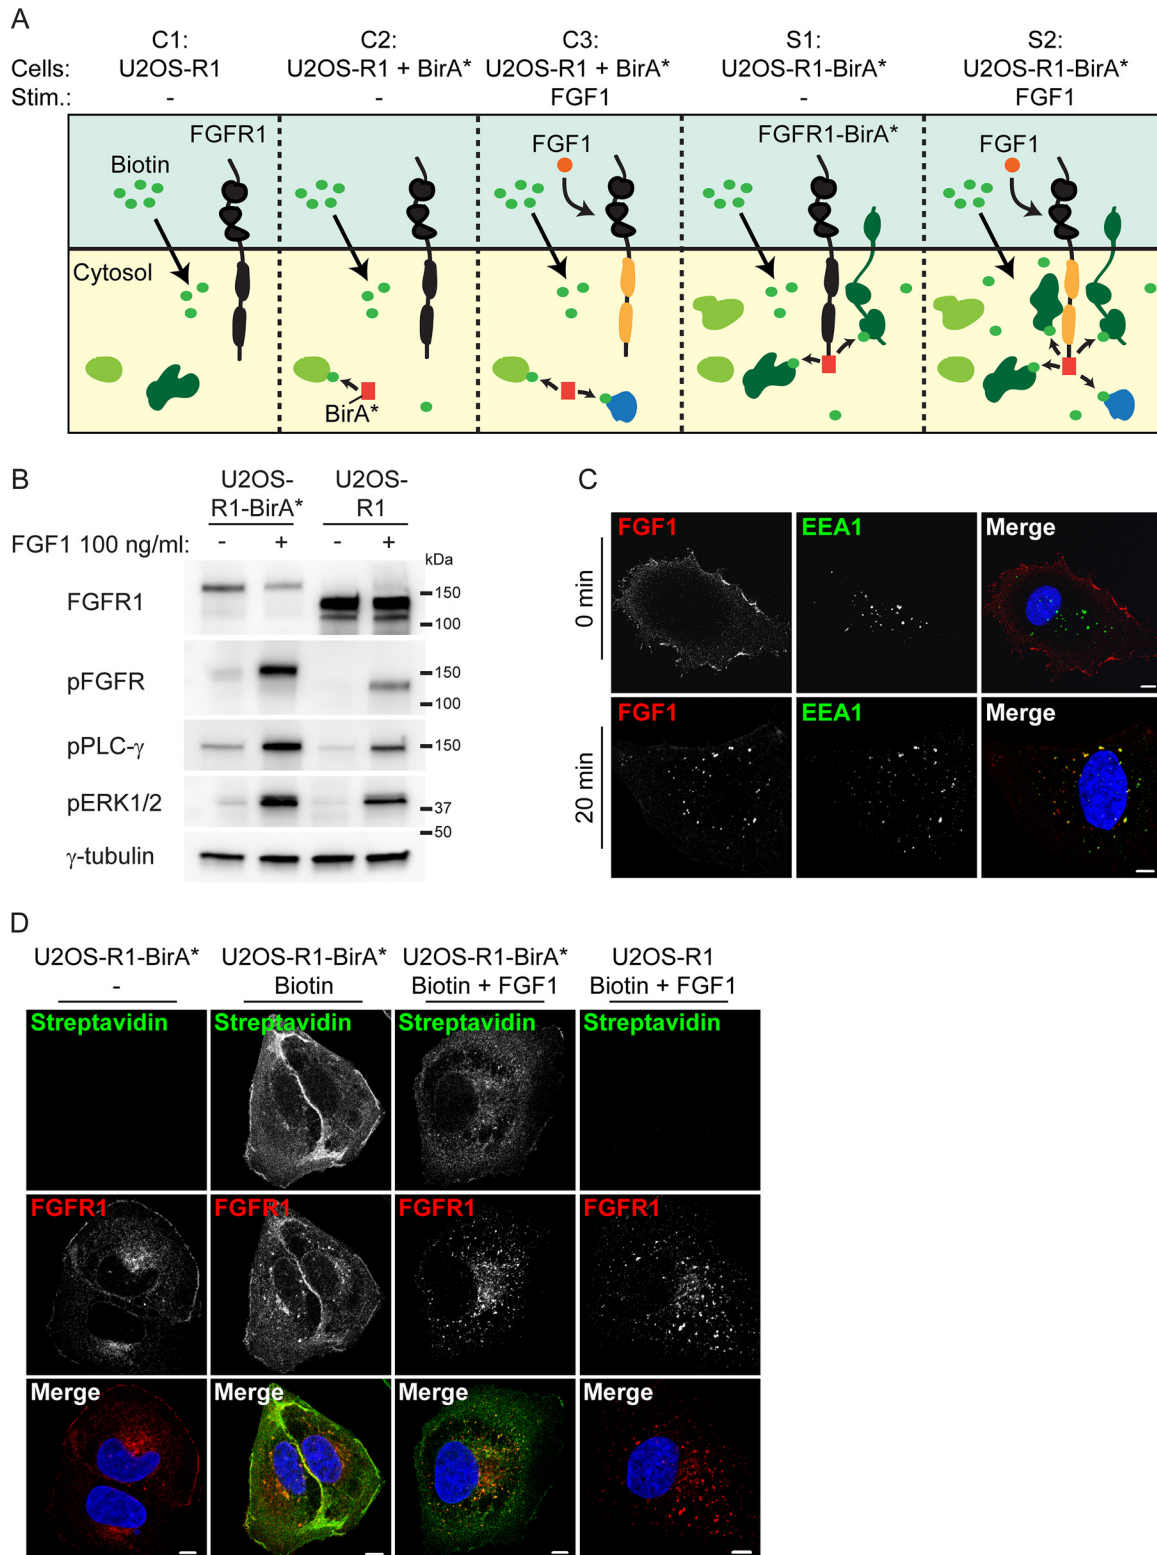 A
C1: C2: C3: S1: S2:
Cells: U2OS-R1 U2OS-R1 + BirA* U2OS-R1 + BirA* U2OS-R1-BirA* U2OS-R1-BirA*
Stim.: - - FGF1 - FGF1
FGFR1 FGF1 FGFR1-BirA* FGF1
Biotin
Cytosol
BirA*
B
U2OS- U2OS-
R1-BirA* R1
FGF1 100 ng/ml: - + - +
kDa
FGFR1
150
100
pFGFR
150
100
pPLC-γ
150
pERK1/2
37
50
γ-tubulin
C
FGF1 EEA1 Merge
0 min
FGF1 EEA1 Merge
20 min
D
U2OS-R1-BirA* U2OS-R1-BirA* U2OS-R1-BirA* U2OS-R1
- Biotin Biotin + FGF1 Biotin + FGF1
Streptavidin Streptavidin Streptavidin Streptavidin
FGFR1 FGFR1 FGFR1 FGFR1
Merge Merge Merge Merge